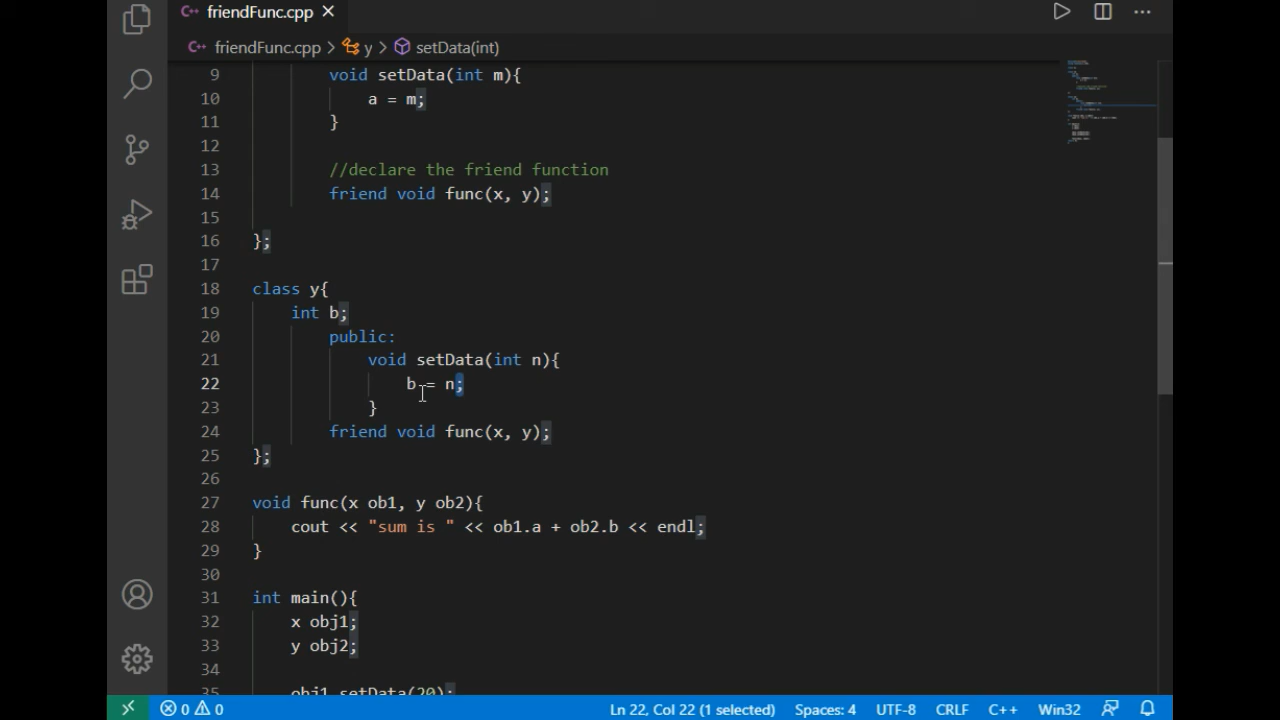 friendFunc.cpp
friendFunc.cpp > y > setData(int)
9 void setData(int m){
10 a = m;
11 }
12
13 //declare the friend function
14 friend void func(x, y);
15
16 };
17
18 class y{
19 int b;
20 public:
21 void setData(int n){
22 b = n;
23 }
24 friend void func(x, y);
25 };
26
27 void func(x ob1, y ob2){
28 cout << "sum is " << ob1.a + ob2.b << endl;
29 }
30
31 int main(){
32 x obj1;
33 y obj2;
34
35 obj1.setData(20);
0 0 Ln 22, Col 22 (1 selected) Spaces: 4 UTF-8 CRLF C++ Win32